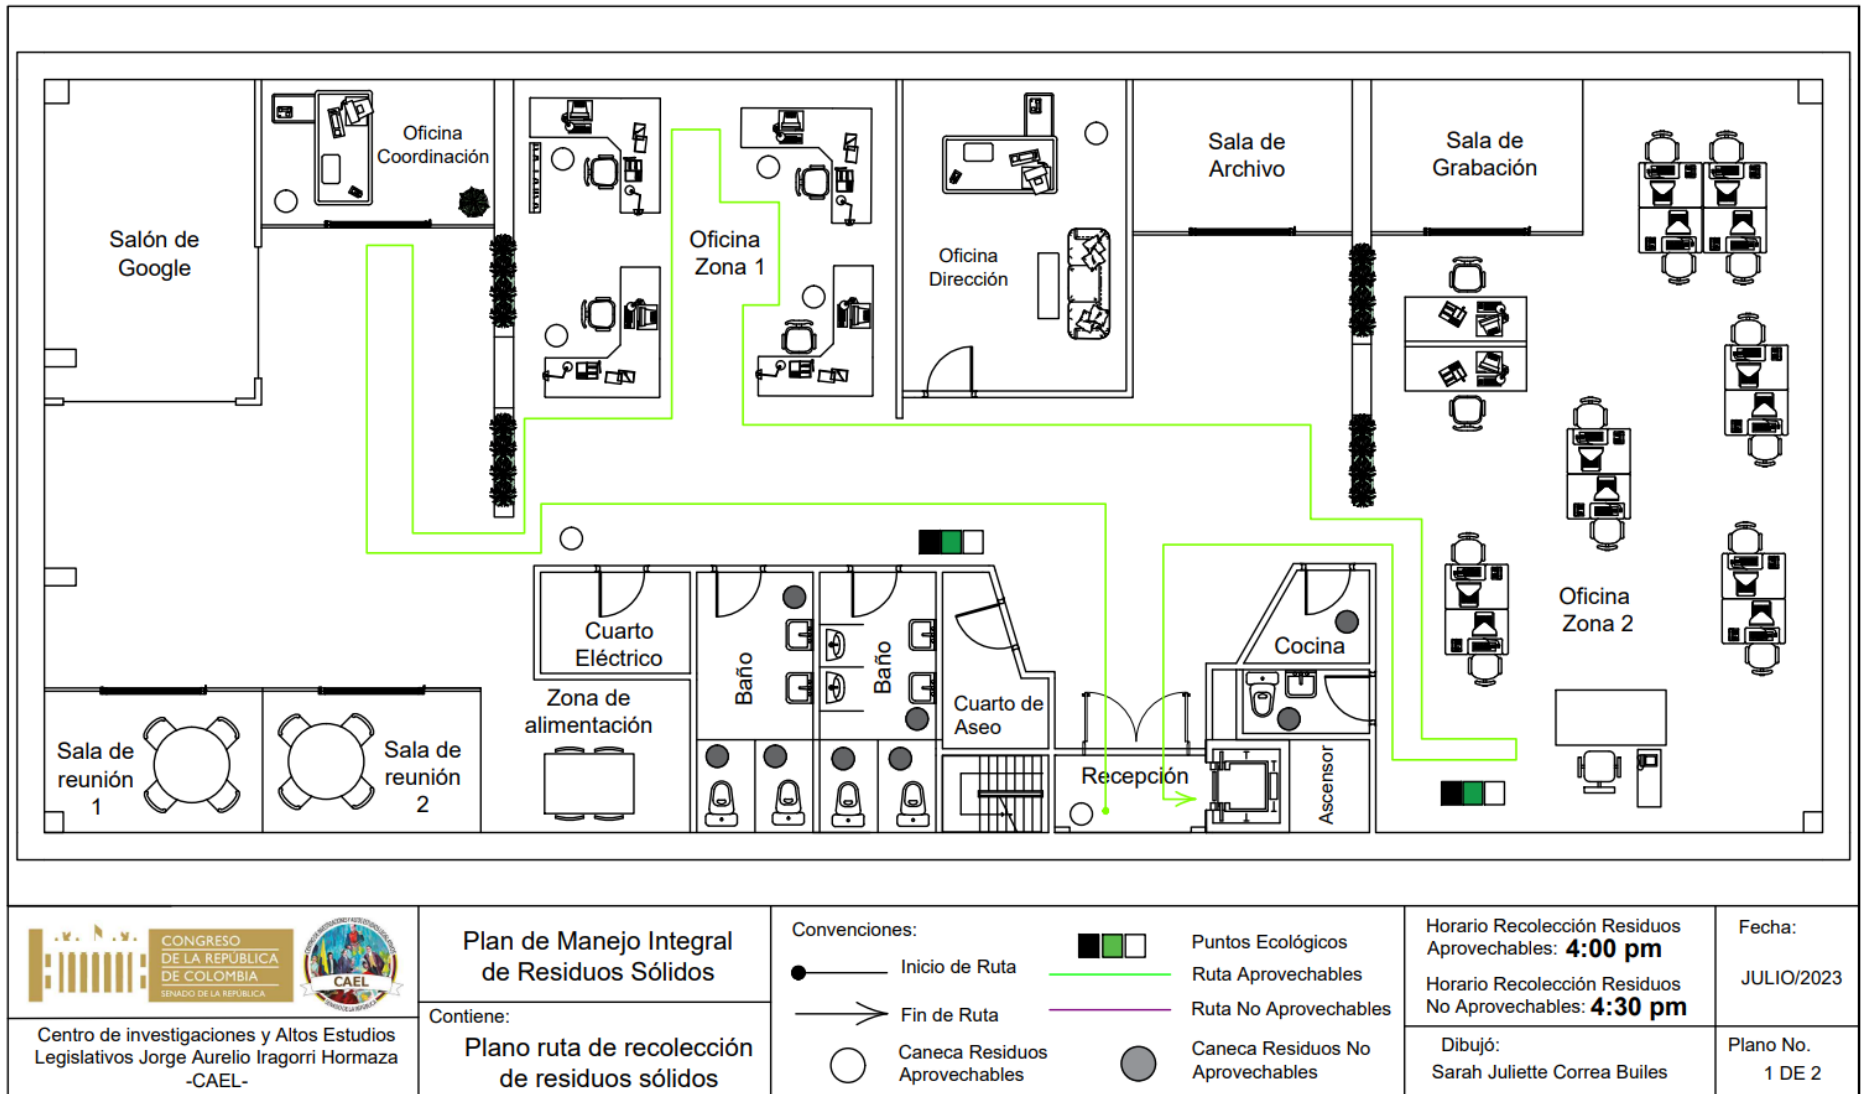 Oficina
Coordinación
Salón de
Google
Oficina
Zona 1
Oficina
Dirección
Sala de
Archivo
Sala de
Grabación
Oficina
Zona 2
Cuarto
Eléctrico
Baño
Baño
Cuarto de
Aseo
Cocina
Zona de
alimentación
Sala de
reunión
1
Sala de
reunión
2
Recepción
Ascensor
CONGRESO
DE LA REPÚBLICA
DE COLOMBIA
SENADO DE LA REPÚBLICA
CAEL
Centro de investigaciones y Altos Estudios
Legislativos Jorge Aurelio Iragorri Hormaza
-CAEL-
Plan de Manejo Integral
de Residuos Sólidos
Contiene:
Plano ruta de recolección
de residuos sólidos
Convenciones:
Inicio de Ruta
Fin de Ruta
Caneca Residuos
Aprovechables
Puntos Ecológicos
Ruta Aprovechables
Ruta No Aprovechables
Caneca Residuos No
Aprovechables
Horario Recolección Residuos
Aprovechables: 4:00 pm
Horario Recolección Residuos
No Aprovechables: 4:30 pm
Dibujó:
Sarah Juliette Correa Builes
Fecha:
JULIO/2023
Plano No.
1 DE 2